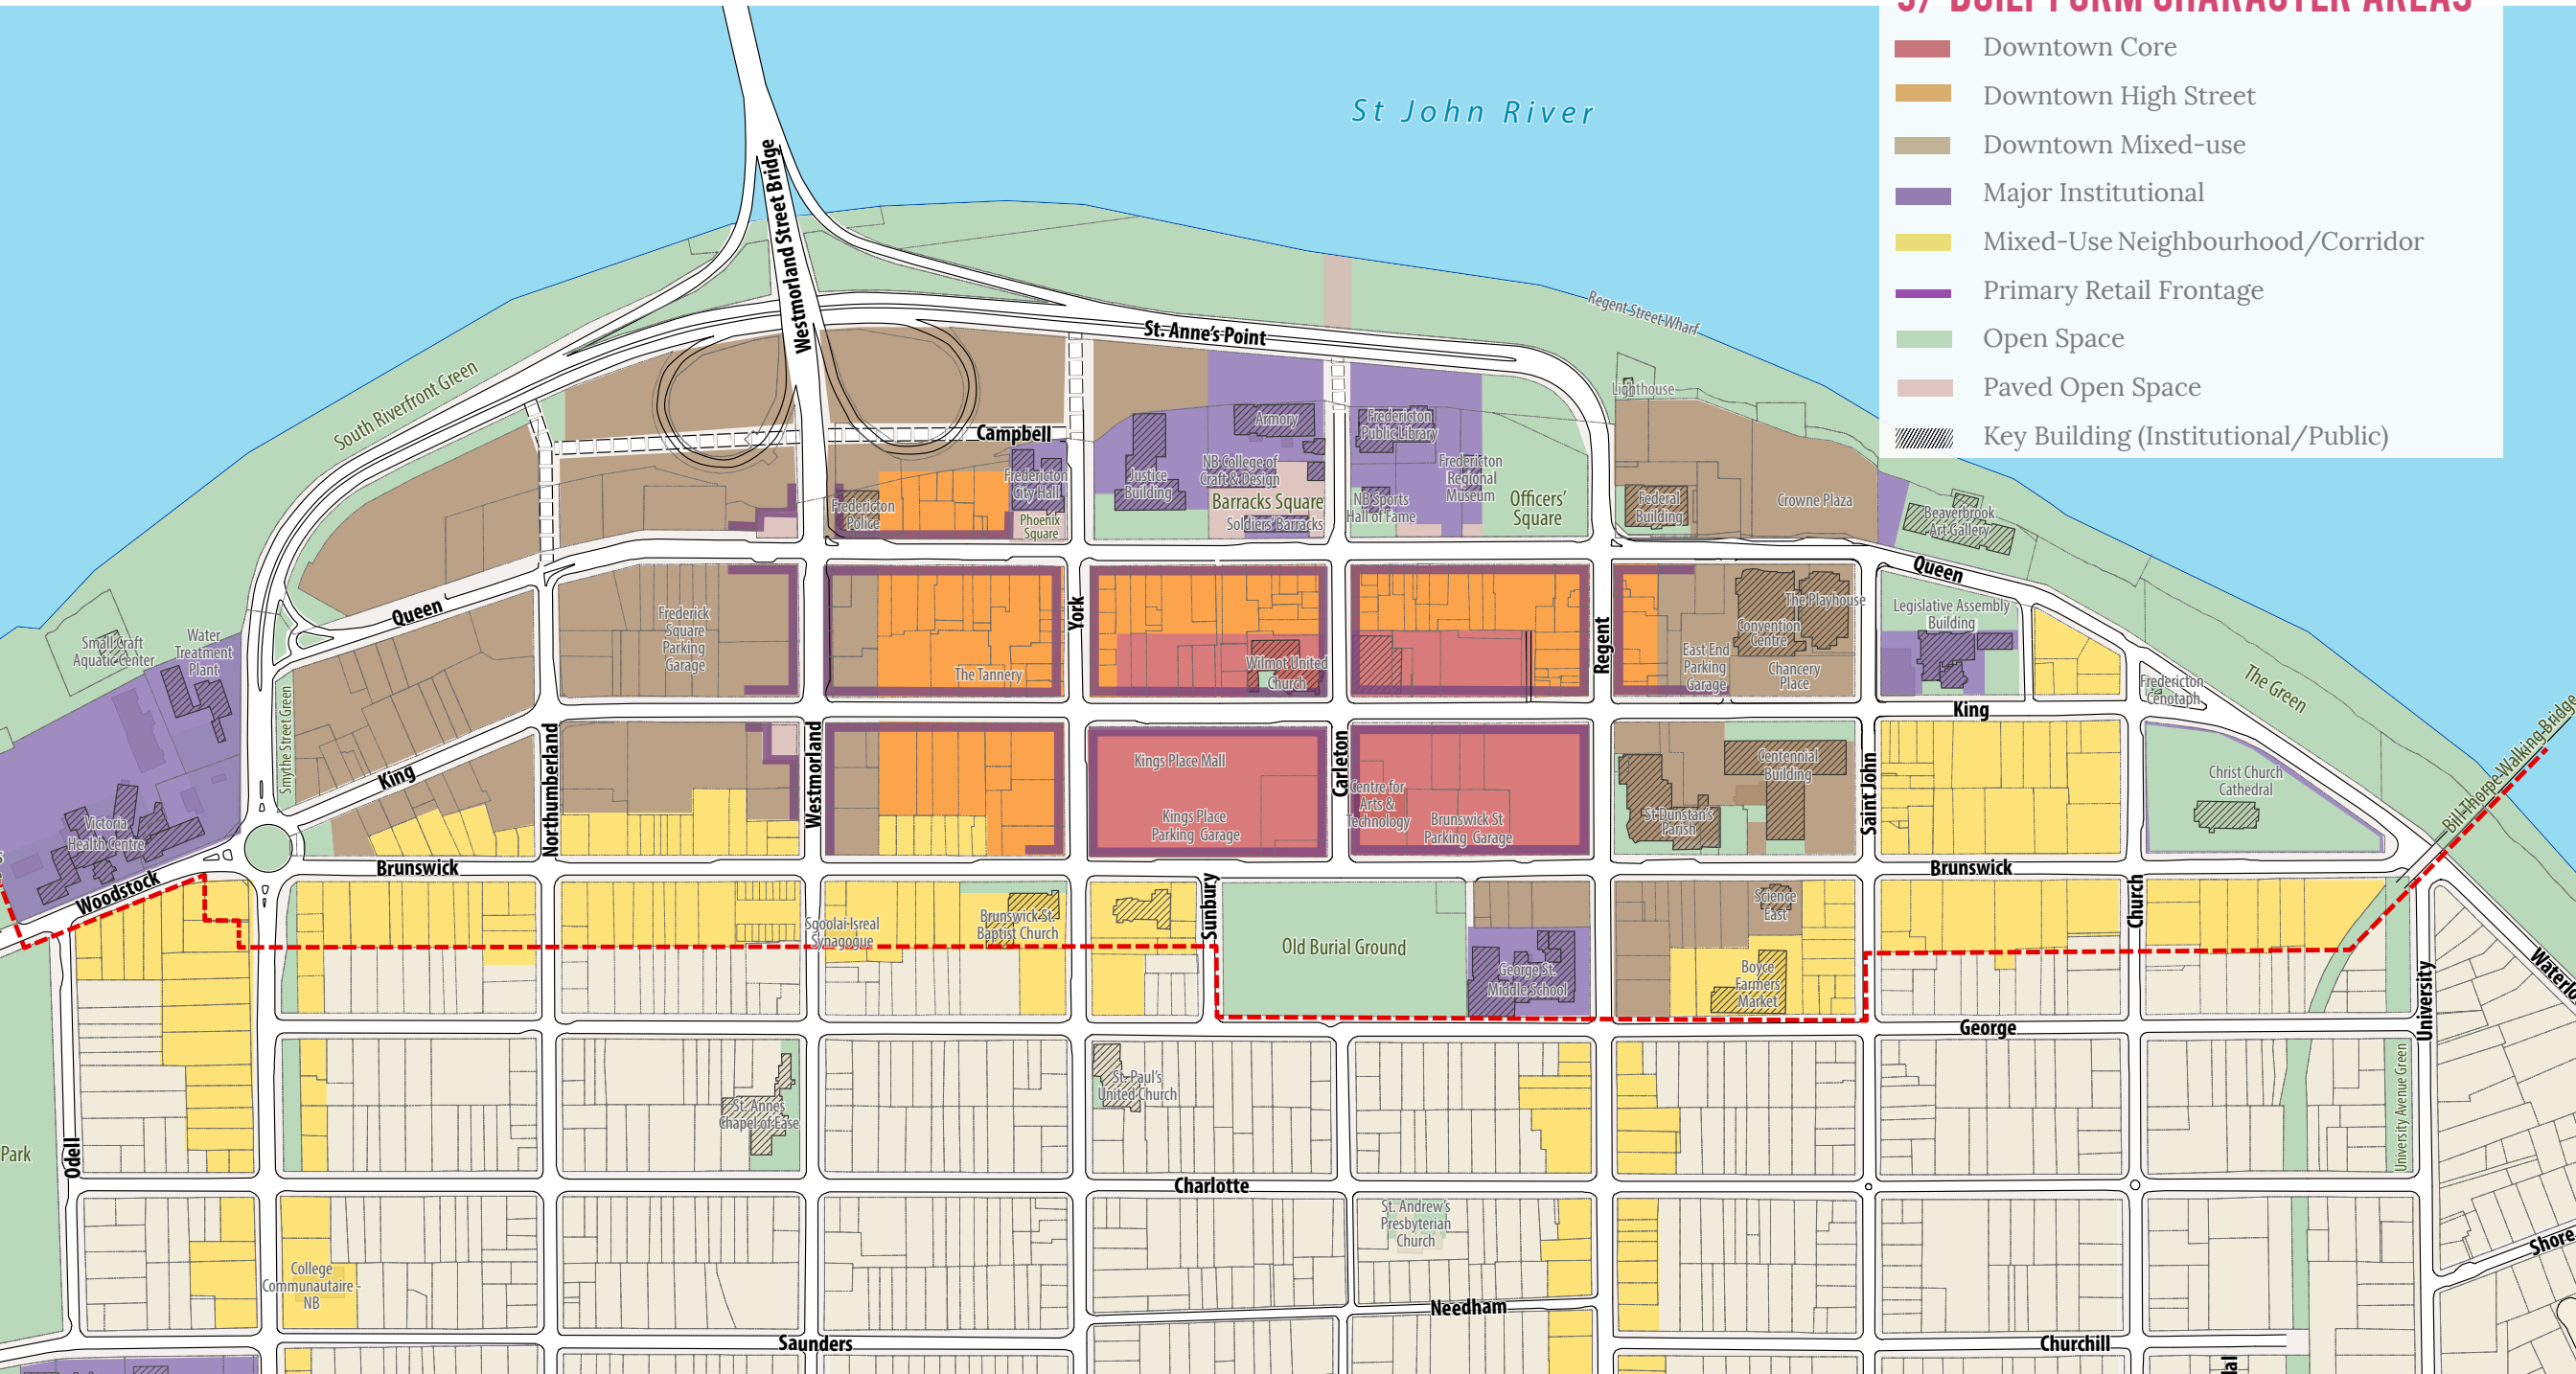 5/ BUILT FORM CHARACTER AREAS
Downtown Core
Downtown High Street
Downtown Mixed-use
Major Institutional
Mixed-Use Neighbourhood/Corridor
Primary Retail Frontage
Open Space
Paved Open Space
Key Building (Institutional/Public)
St John River
Westmorland Street Bridge
St. Anne's Point
Regent Street Wharf
South Riverfront Green
Lighthouse
Campbell
Armory
Fredericton
Public Library
Fredericton
City Hall
Justice
Building
NB College of
Craft & Design
Fredericton
Regional
Museum
Barracks Square
Officers'
Square
NB Sports
Hall of Fame
Fredericton
Police
Phoenix
Square
Soldiers' Barracks
Federal
Building
Crowne Plaza
Beaverbrook
Art Gallery
Queen
Queen
Small Craft
Aquatic Center
Water
Treatment
Plant
Frederick
Square
Parking
Garage
York
The Tannery
Wilmot United
Church
Regent
The Playhouse
Convention
Centre
East End
Parking
Garage
Chancery
Place
Legislative Assembly
Building
Fredericton
Cenotaph
The Green
Smythe Street Green
King
King
Northumberland
Westmorland
Kings Place Mall
Kings Place
Parking Garage
Carleton
Centre for
Arts &
Technology
Brunswick St
Parking Garage
Centennial
Building
St Dunstan's
Parish
Saint John
Christ Church
Cathedral
Bill Thorpe Walking Bridge
Victoria
Health Centre
Woodstock
Brunswick
Brunswick
Sgoolai Isreal
Synagogue
Brunswick St.
Baptist Church
Sunbury
Old Burial Ground
George St.
Middle School
Science
East
Boyce
Farmers
Market
Church
University
Waterlo
George
Odell
Park
St. Annes
Chapel of Ease
St. Paul's
United Church
University Avenue Green
Charlotte
St. Andrew's
Presbyterian
Church
College
Communautaire -
NB
Needham
Saunders
Churchill
Shore